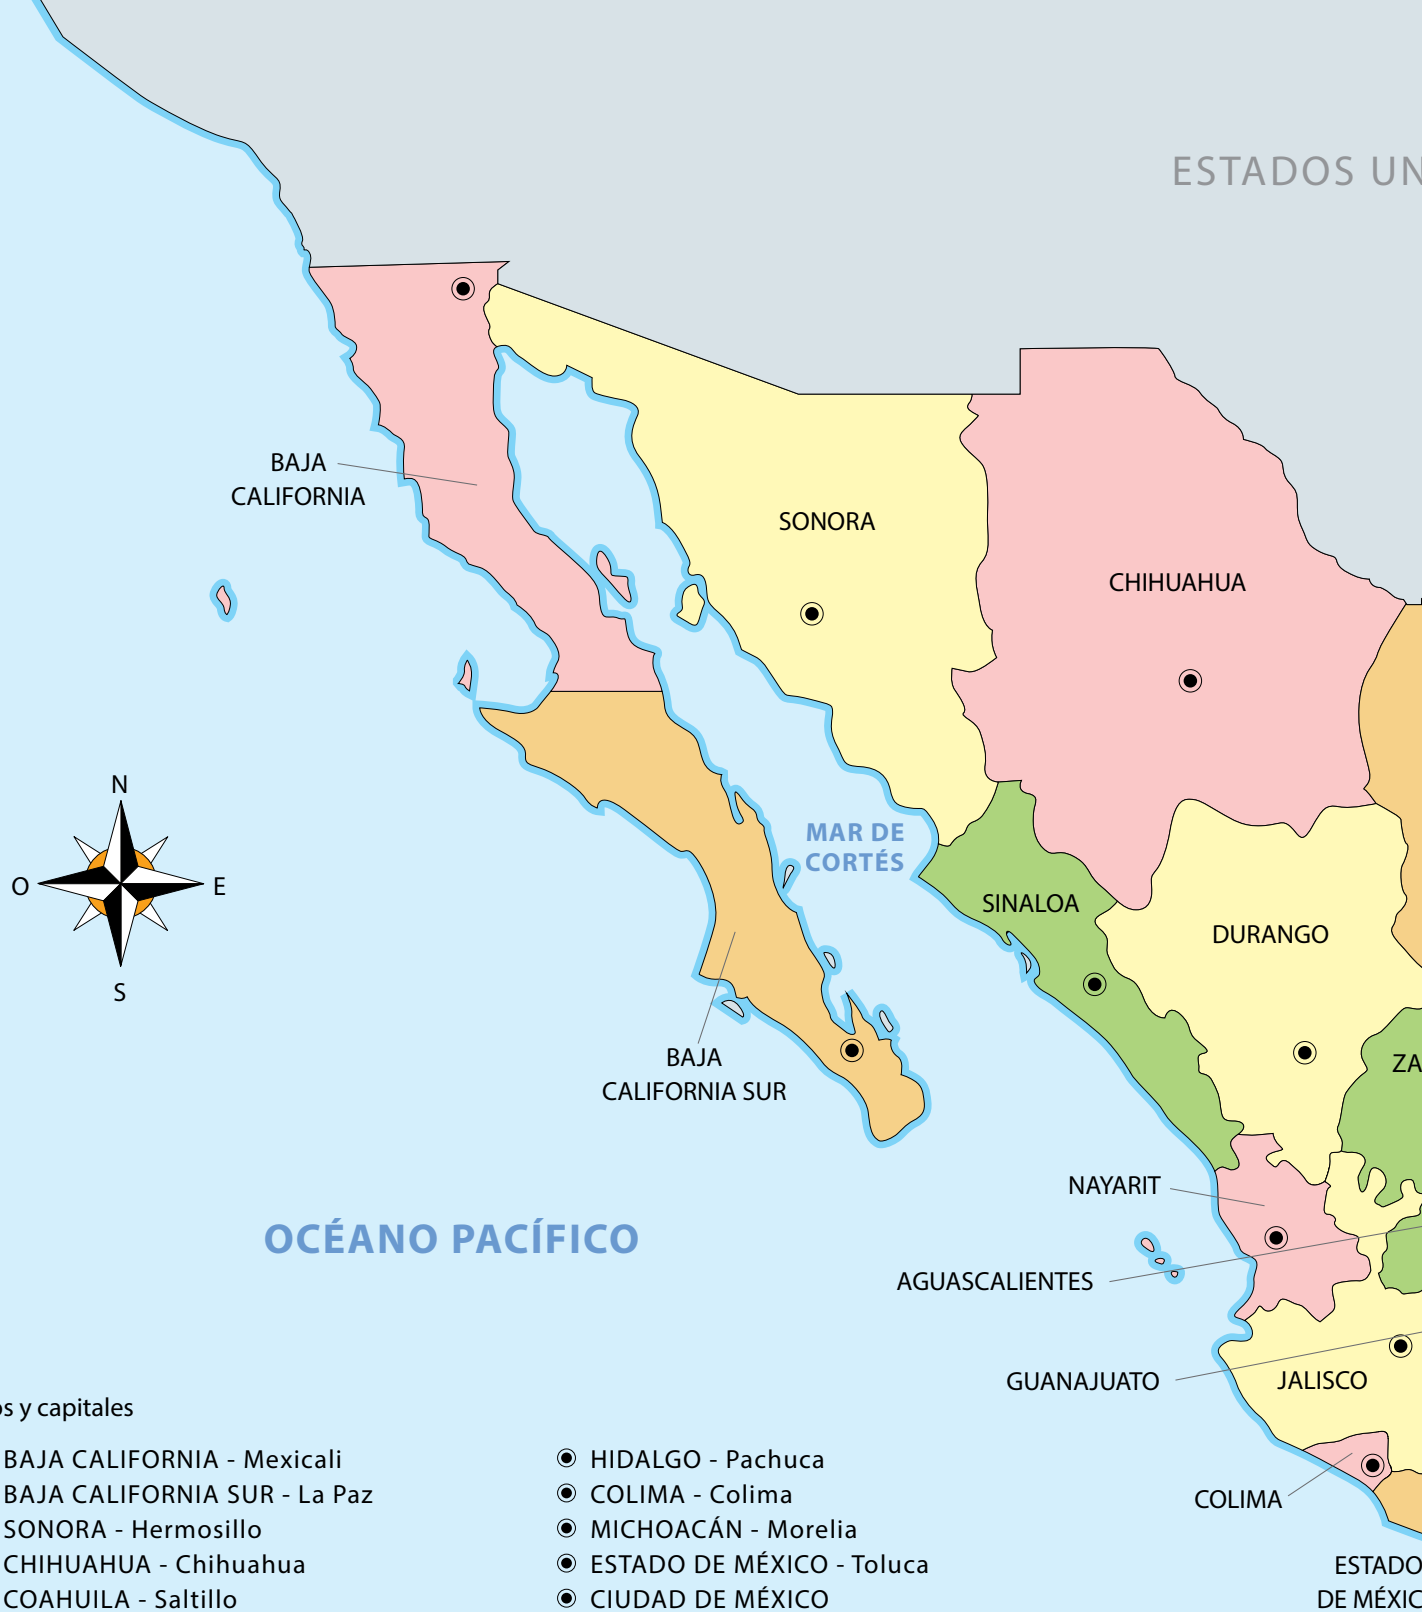 ESTADOS UN
BAJA
CALIFORNIA
SONORA
CHIHUAHUA
N
O
E
S
MAR DE
CORTÉS
SINALOA
DURANGO
BAJA
CALIFORNIA SUR
ZA
NAYARIT
OCÉANO PACÍFICO
AGUASCALIENTES
GUANAJUATO
JALISCO
COLIMA
ESTADO
DE MÉXIC
os y capitales
BAJA CALIFORNIA - Mexicali
BAJA CALIFORNIA SUR - La Paz
SONORA - Hermosillo
CHIHUAHUA - Chihuahua
COAHUILA - Saltillo
HIDALGO - Pachuca
COLIMA - Colima
MICHOACÁN - Morelia
ESTADO DE MÉXICO - Toluca
CIUDAD DE MÉXICO